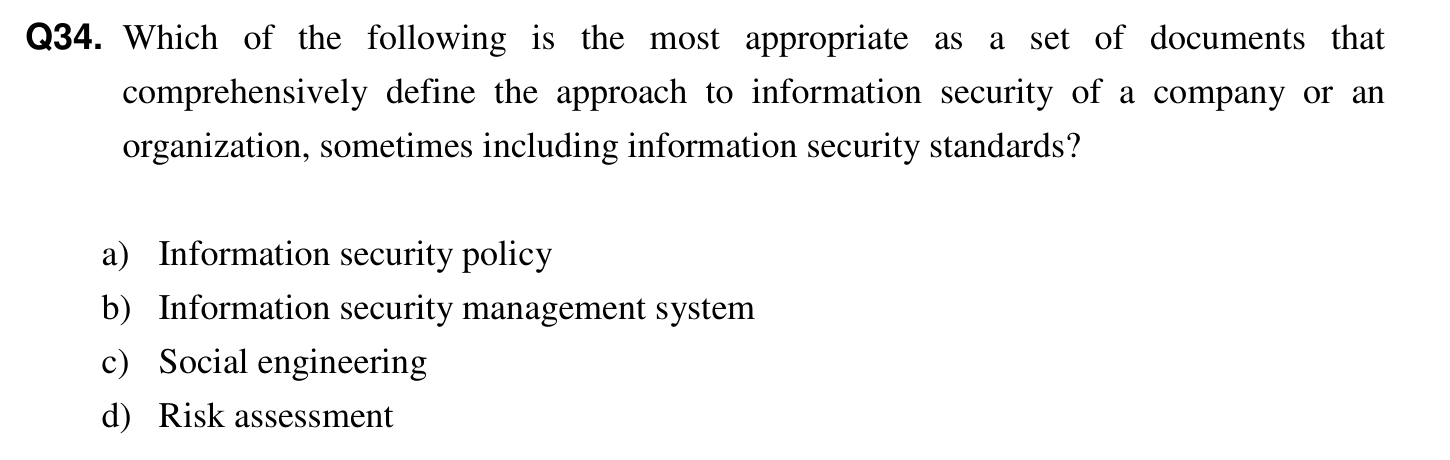 Q34. Which of the following is the most appropriate as a set of documents that
comprehensively define the approach to information security of a company or an
organization, sometimes including information security standards?
a) Information security policy
b) Information security management system
c) Social engineering
d) Risk assessment